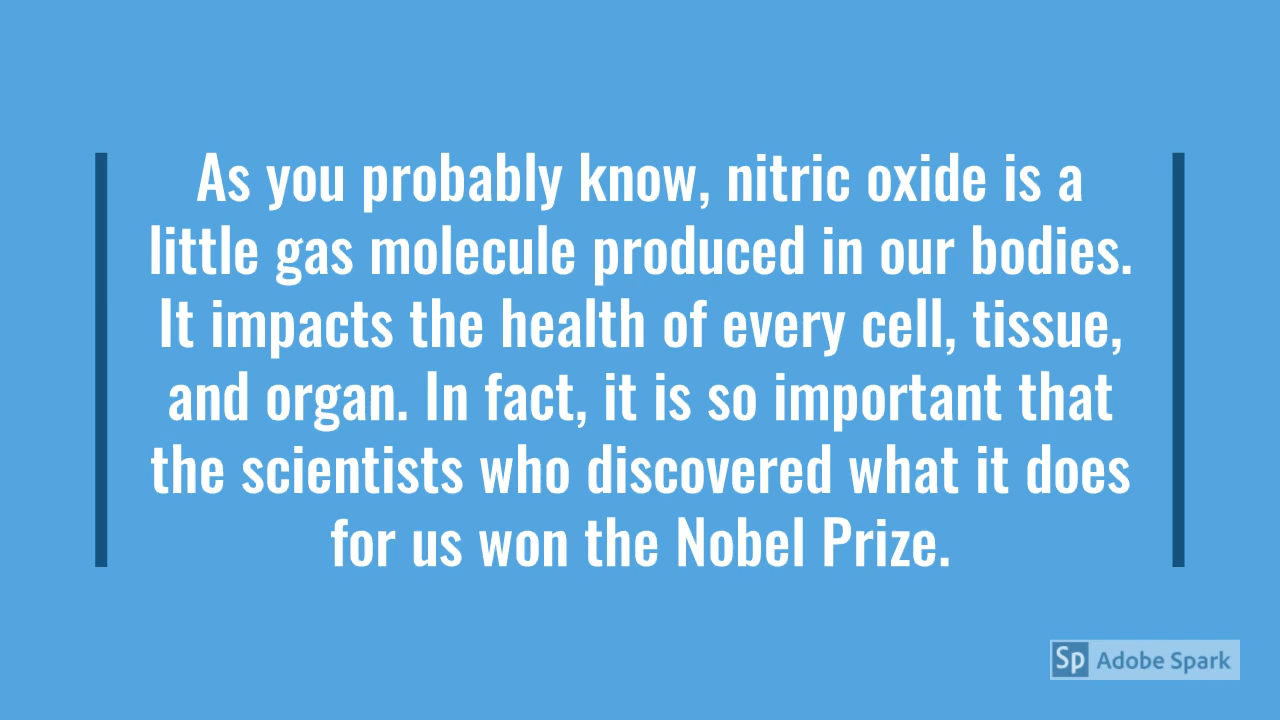 As you probably know, nitric oxide is a
little gas molecule produced in our bodies.
It impacts the health of every cell, tissue,
and organ. In fact, it is so important that
the scientists who discovered what it does
for us won the Nobel Prize.
Sp Adobe Spark